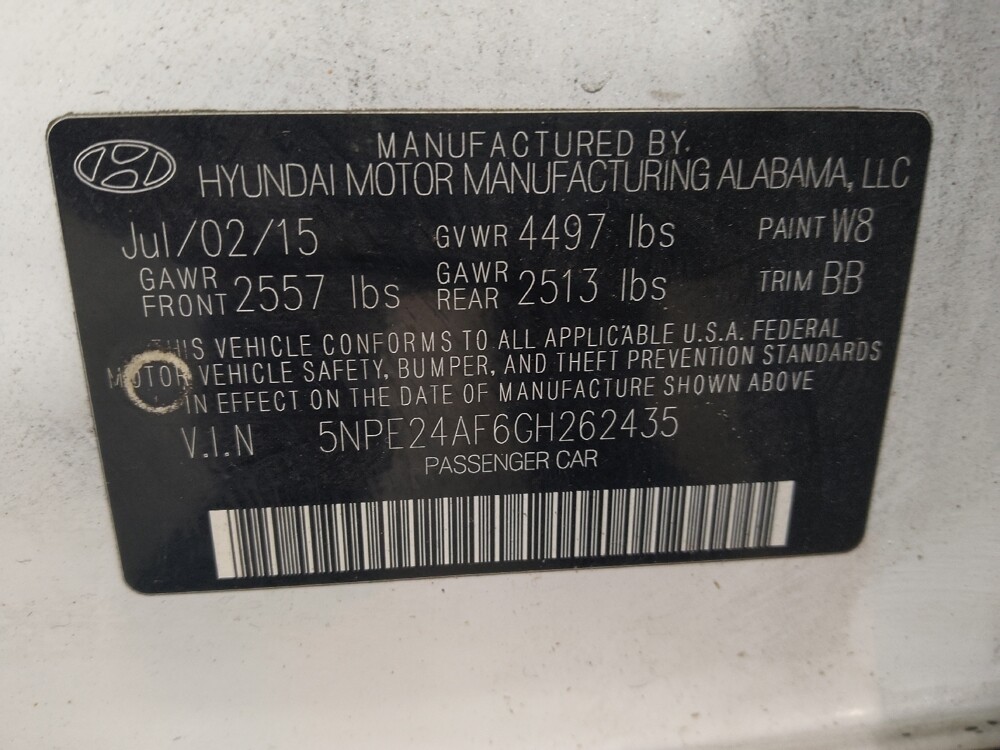 MANUFACTURED BY.
HYUNDAI MOTOR MANUFACTURING ALABAMA, LLC
Jul/02/15 GVWR 4497 lbs PAINT W8
GAWR FRONT 2557 lbs GAWR REAR 2513 lbs TRIM BB
THIS VEHICLE CONFORMS TO ALL APPLICABLE U.S.A. FEDERAL
MOTOR VEHICLE SAFETY, BUMPER, AND THEFT PREVENTION STANDARDS
IN EFFECT ON THE DATE OF MANUFACTURE SHOWN ABOVE
V.I.N 5NPE24AF6GH262435
PASSENGER CAR